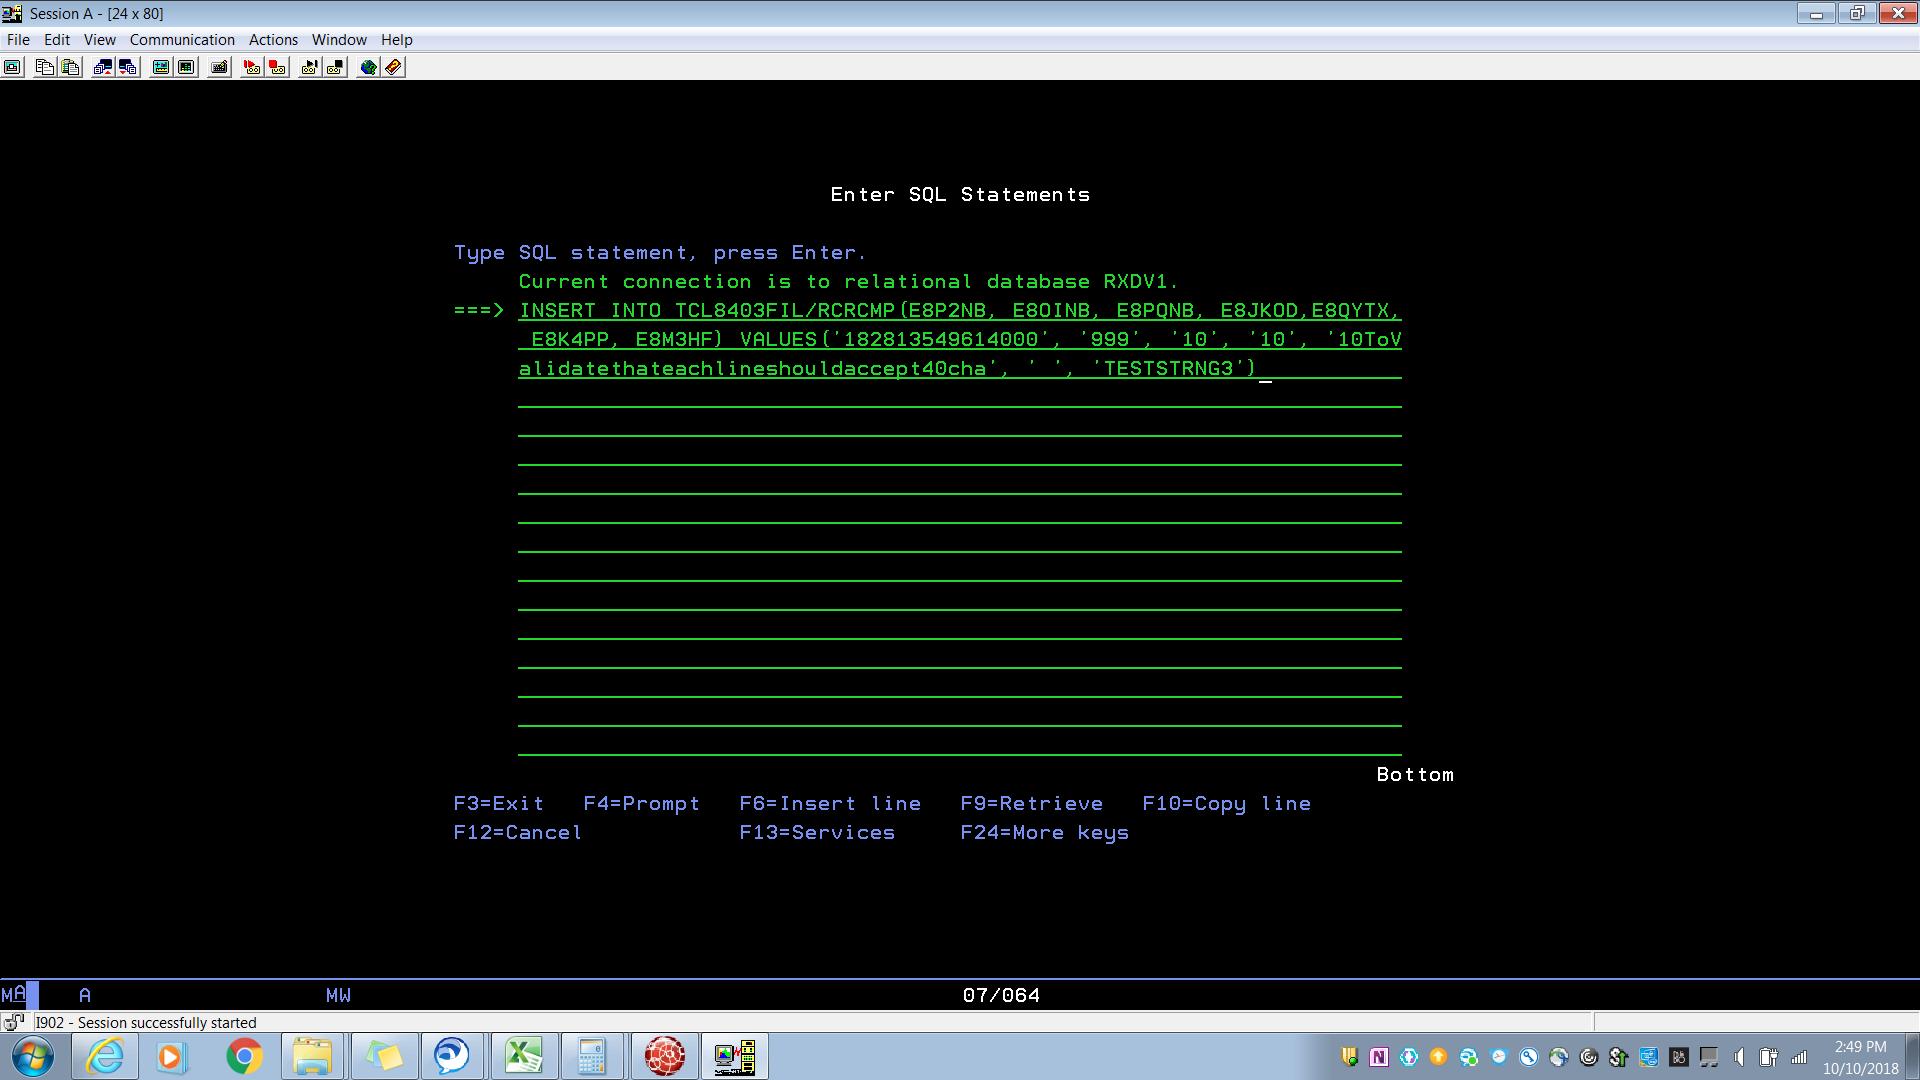 Session A - [24 x 80]
File Edit View Communication Actions Window Help
Enter SQL Statements
Type SQL statement, press Enter.
Current connection is to relational database RXDV1.
===> INSERT INTO TCL8403FIL/RCRCMP(E8P2NB, E8OINB, E8PQNB, E8JKOD,E8QYTX,
E8K4PP, E8M3HF) VALUES('182813549614000', '999', '10', '10', '10ToV
alidatethateachlineshouldaccept40cha', ' ', 'TESTSTRNG3')_
Bottom
F3=Exit F4=Prompt F6=Insert line F9=Retrieve F10=Copy line
F12=Cancel F13=Services F24=More keys
MA A MW 07/064
I902 - Session successfully started
2:49 PM
10/10/2018